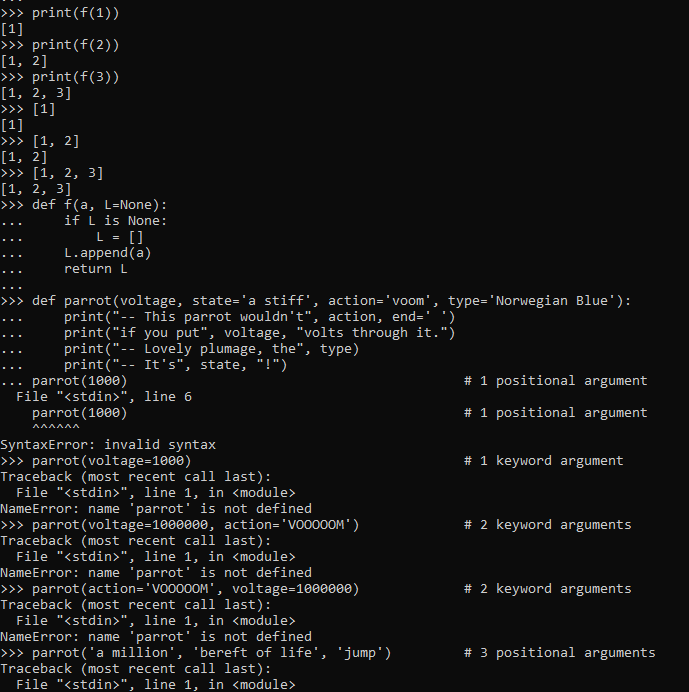 ...
>>> print(f(1))
[1]
>>> print(f(2))
[1, 2]
>>> print(f(3))
[1, 2, 3]
>>> [1]
[1]
>>> [1, 2]
[1, 2]
>>> [1, 2, 3]
[1, 2, 3]
>>> def f(a, L=None):
...     if L is None:
...         L = []
...     L.append(a)
...     return L
...
>>> def parrot(voltage, state='a stiff', action='voom', type='Norwegian Blue'):
...     print("-- This parrot wouldn't", action, end=' ')
...     print("if you put", voltage, "volts through it.")
...     print("-- Lovely plumage, the", type)
...     print("-- It's", state, "!")
... parrot(1000)                                          # 1 positional argument
  File "<stdin>", line 6
    parrot(1000)                                          # 1 positional argument
    ^^^^^^
SyntaxError: invalid syntax
>>> parrot(voltage=1000)                                  # 1 keyword argument
Traceback (most recent call last):
  File "<stdin>", line 1, in <module>
NameError: name 'parrot' is not defined
>>> parrot(voltage=1000000, action='VOOOOOM')             # 2 keyword arguments
Traceback (most recent call last):
  File "<stdin>", line 1, in <module>
NameError: name 'parrot' is not defined
>>> parrot(action='VOOOOOM', voltage=1000000)             # 2 keyword arguments
Traceback (most recent call last):
  File "<stdin>", line 1, in <module>
NameError: name 'parrot' is not defined
>>> parrot('a million', 'bereft of life', 'jump')         # 3 positional arguments
Traceback (most recent call last):
  File "<stdin>", line 1, in <module>